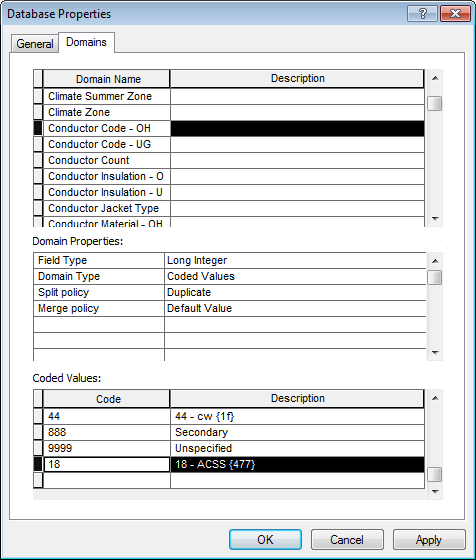 Database Properties
General Domains
Domain Name Description
Climate Summer Zone
Climate Zone
Conductor Code - OH
Conductor Code - UG
Conductor Count
Conductor Insulation - O
Conductor Insulation - U
Conductor Jacket Type
Conductor Material - OH
Domain Properties:
Field Type Long Integer
Domain Type Coded Values
Split policy Duplicate
Merge policy Default Value
Coded Values:
Code Description
44 44 - cw {1f}
888 Secondary
9999 Unspecified
18 18 - ACSS {477}
OK Cancel Apply